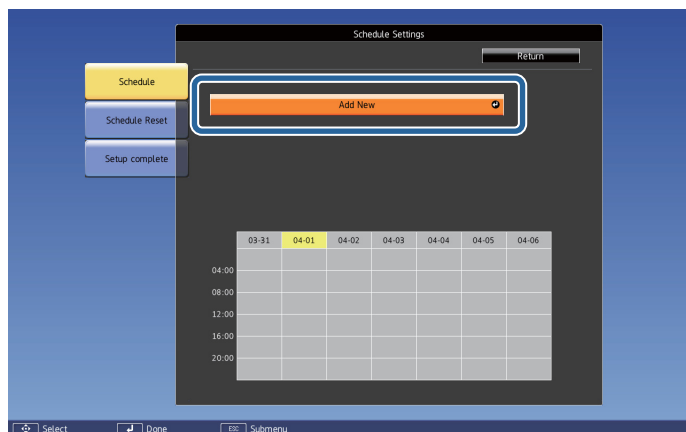 Schedule Settings
Return
Schedule
Add New
Schedule Reset
Setup complete
03-31 04-01 04-02 04-03 04-04 04-05 04-06
04:00
08:00
12:00
16:00
20:00
Select Done ESC Submenu